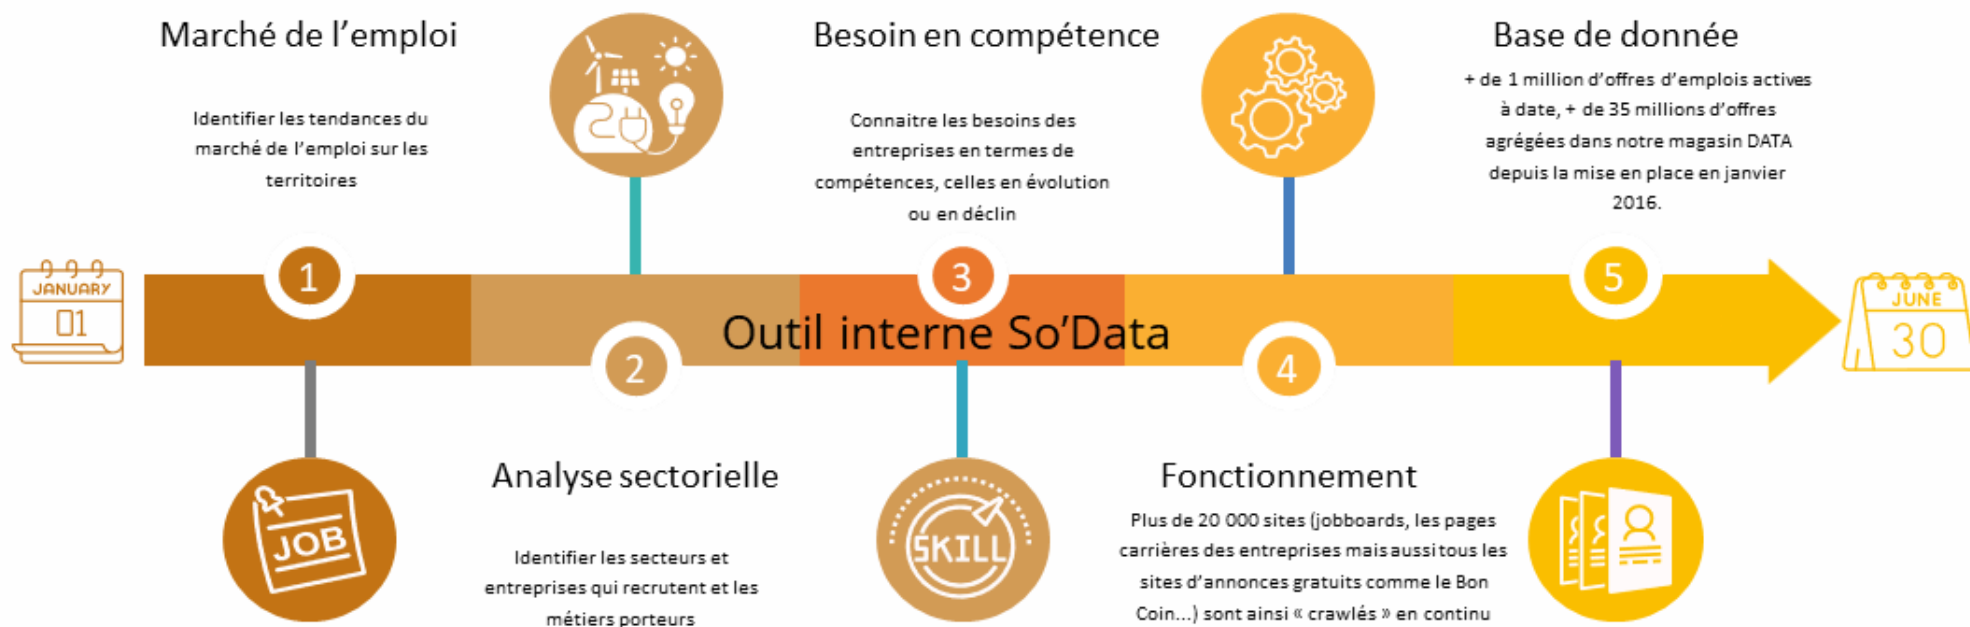 Marché de l’emploi
Identifier les tendances du
marché de l’emploi sur les
territoires
Besoin en compétence
Connaitre les besoins des
entreprises en termes de
compétences, celles en évolution
ou en déclin
Base de donnée
+ de 1 million d’offres d’emplois actives
à date, + de 35 millions d’offres
agrégées dans notre magasin DATA
depuis la mise en place en janvier
2016.
JANUARY
01
1
2
3
4
5
Outil interne So’Data
JUNE
30
JOB
Analyse sectorielle
Identifier les secteurs et
entreprises qui recrutent et les
métiers porteurs
SKILL
Fonctionnement
Plus de 20 000 sites (jobboards, les pages
carrières des entreprises mais aussi tous les
sites d’annonces gratuits comme le Bon
Coin...) sont ainsi « crawlés » en continu